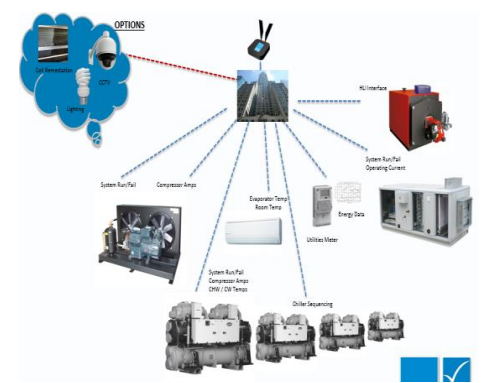 OPTIONS
Coil Remediation
CCTV
Lighting
HLI Interface
System Run/Fail
Operating Current
System Run/Fail
Compressor Amps
Evaporator Temp
Room Temp
Energy Data
Utilities Meter
System Run/Fail
Compressor Amps
CHW / CW Temps
Chiller Sequencing